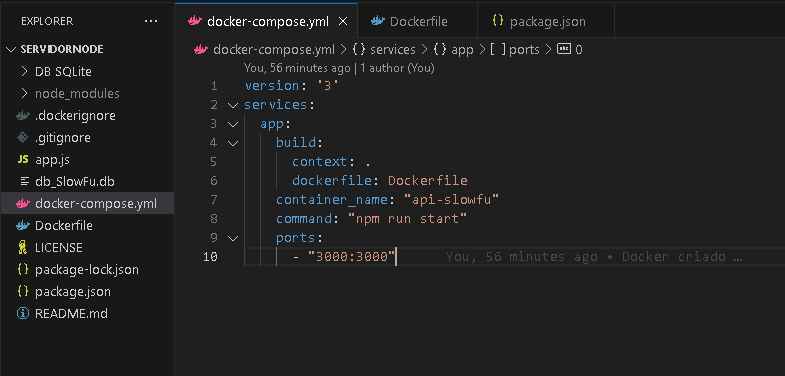 EXPLORER ...
SERVIDORNODE
DB SQLite
node_modules
.dockerignore
.gitignore
JS app.js
db_SlowFu.db
docker-compose.yml
Dockerfile
LICENSE
{} package-lock.json
{} package.json
README.md
docker-compose.yml × Dockerfile {} package.json
docker-compose.yml > {} services > {} app > [ ] ports > abc 0
You, 56 minutes ago | 1 author (You)
1 version: '3'
2 services:
3 app:
4 build:
5 context: .
6 dockerfile: Dockerfile
7 container_name: "api-slowfu"
8 command: "npm run start"
9 ports:
10 - "3000:3000" You, 56 minutes ago • Docker criado …